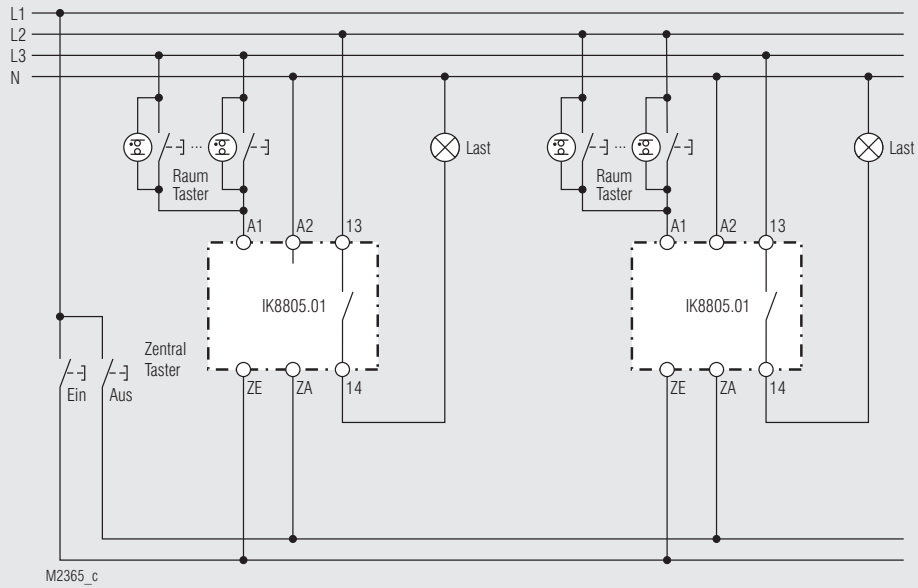 L1
L2
L3
N
Last
Last
Raum
Taster
Raum
Taster
A1 A2 13
A1 A2 13
IK8805.01
IK8805.01
Zentral
Taster
Ein Aus
ZE ZA 14
ZE ZA 14
M2365_c